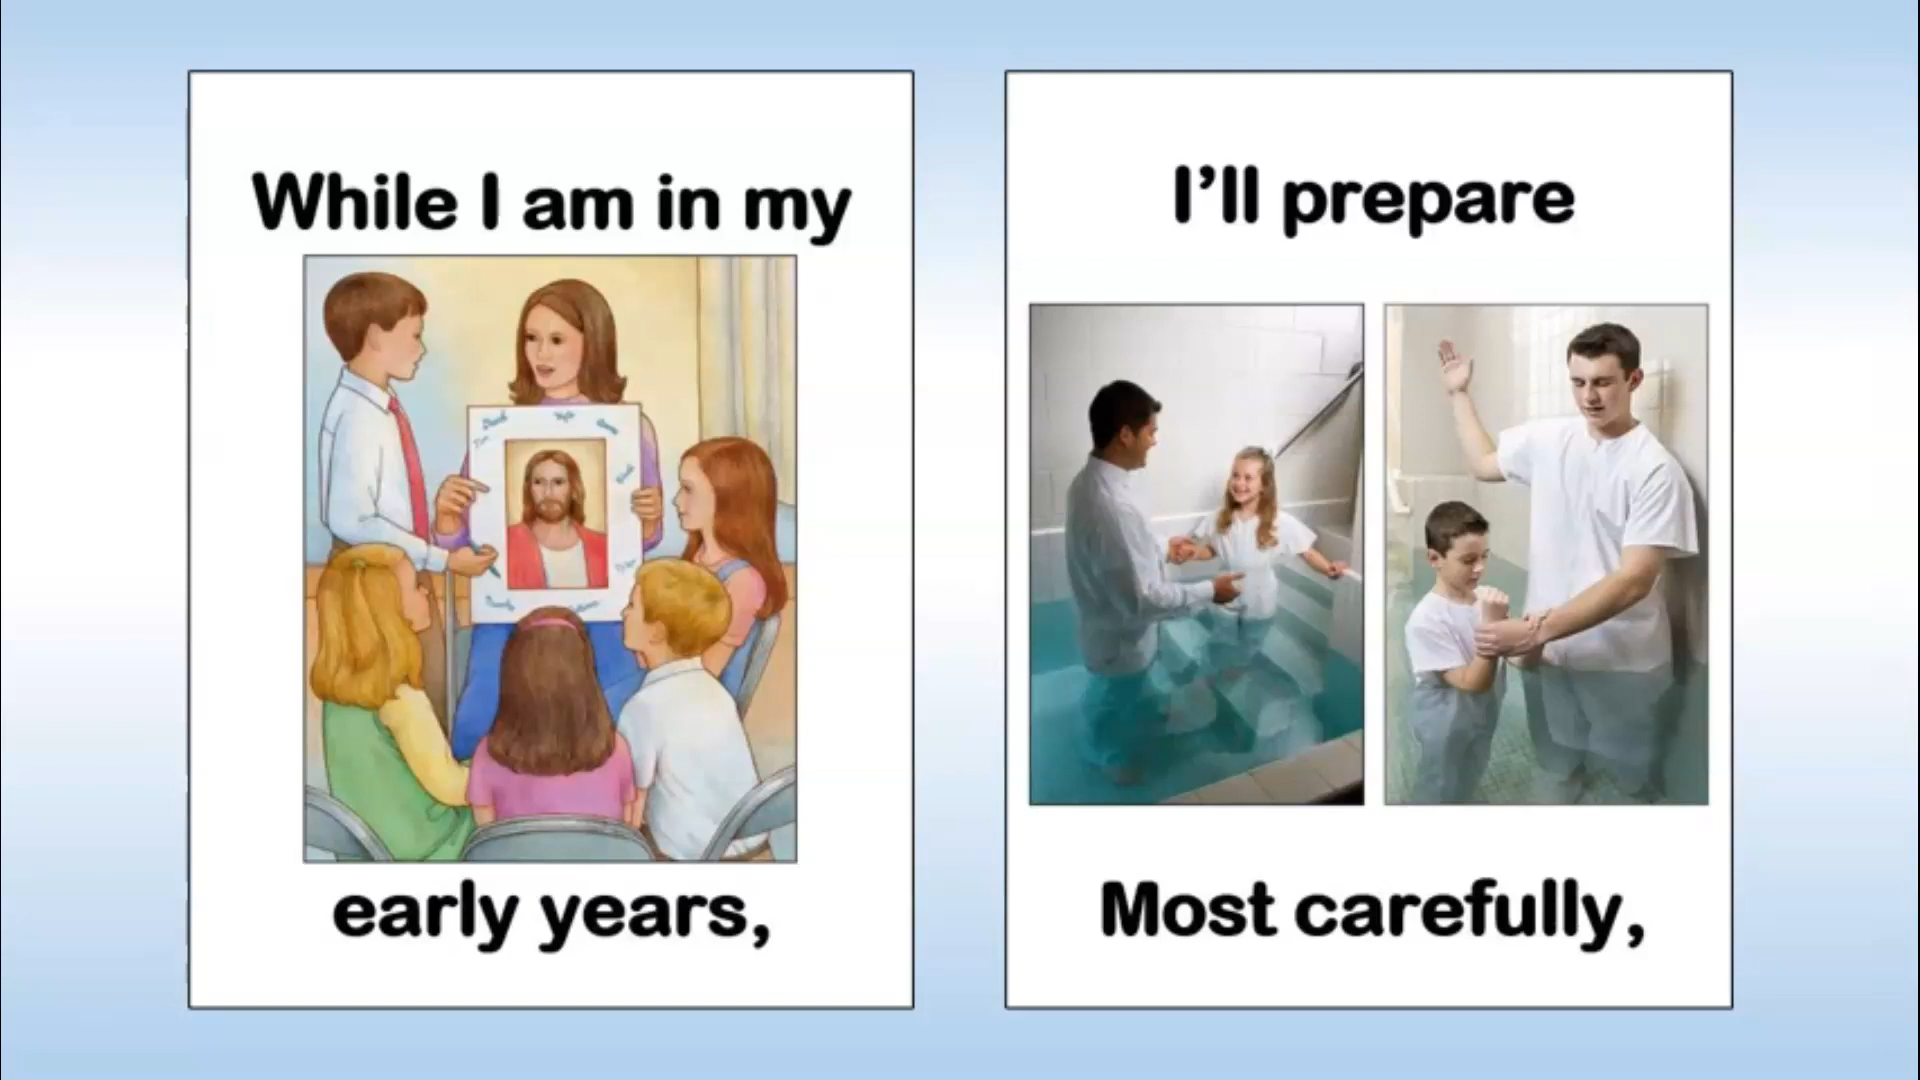 While I am in my
early years,
I’ll prepare
Most carefully,